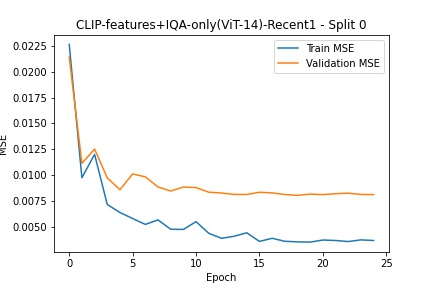 CLIP-features+IQA-only(ViT-14)-Recent1 - Split 0
Train MSE
Validation MSE
0.0225
0.0200
0.0175
0.0150
0.0125
0.0100
0.0075
0.0050
MSE
0 5 10 15 20 25
Epoch